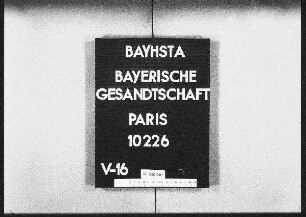 BAYHSTA
BAYERISCHE
GESANDTSCHAFT
PARIS
10226
V-16